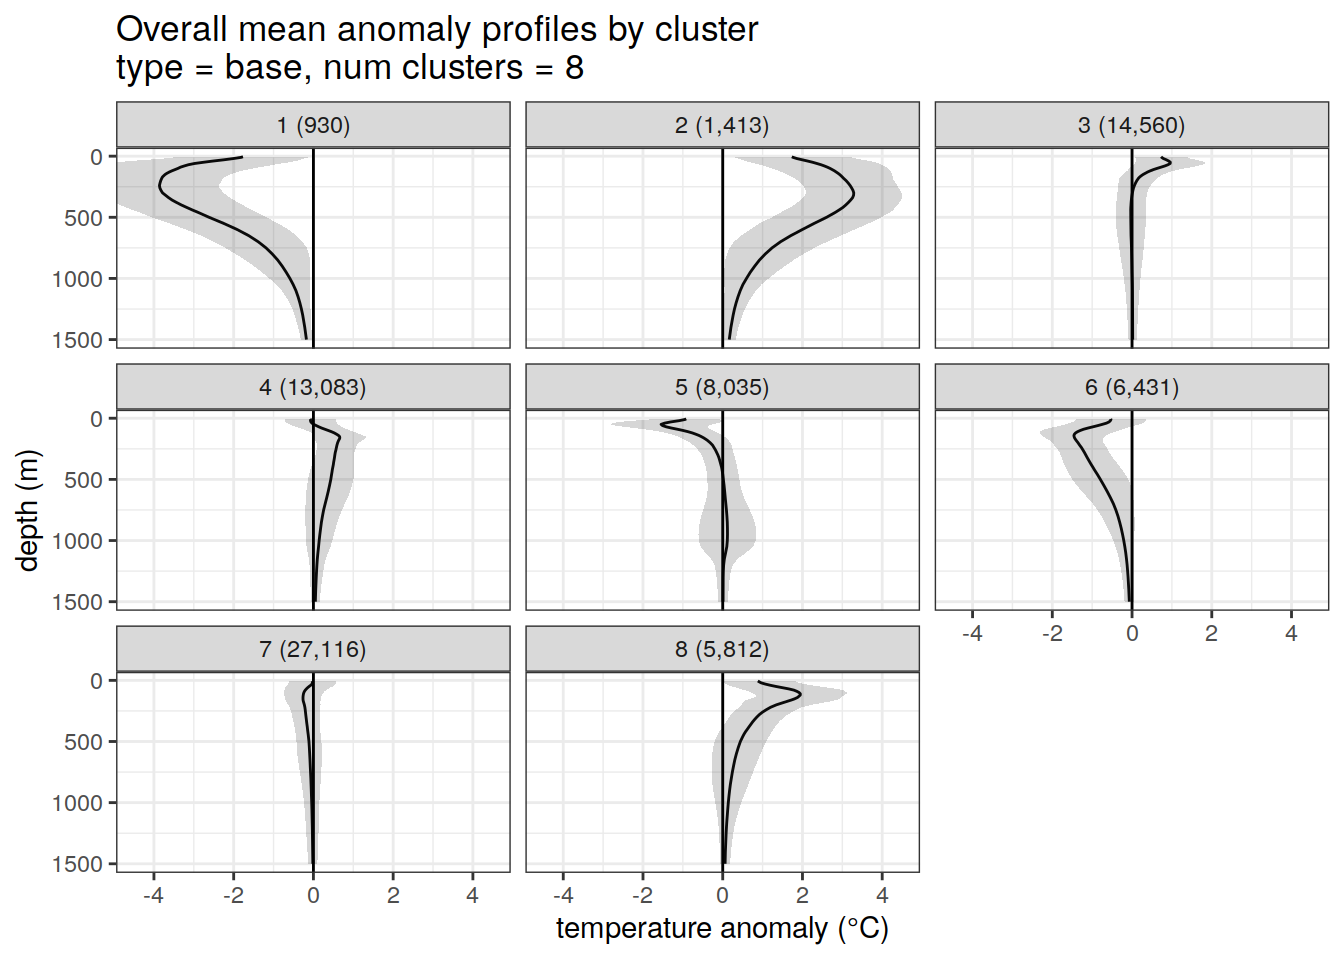 Overall mean anomaly profiles by cluster
type = base, num clusters = 8
1 (930)
2 (1,413)
3 (14,560)
0
500
1000
1500
4 (13,083)
5 (8,035)
6 (6,431)
0
500
1000
1500
-4 -2 0 2 4
7 (27,116)
8 (5,812)
0
500
1000
1500
-4 -2 0 2 4
-4 -2 0 2 4
depth (m)
temperature anomaly (°C)